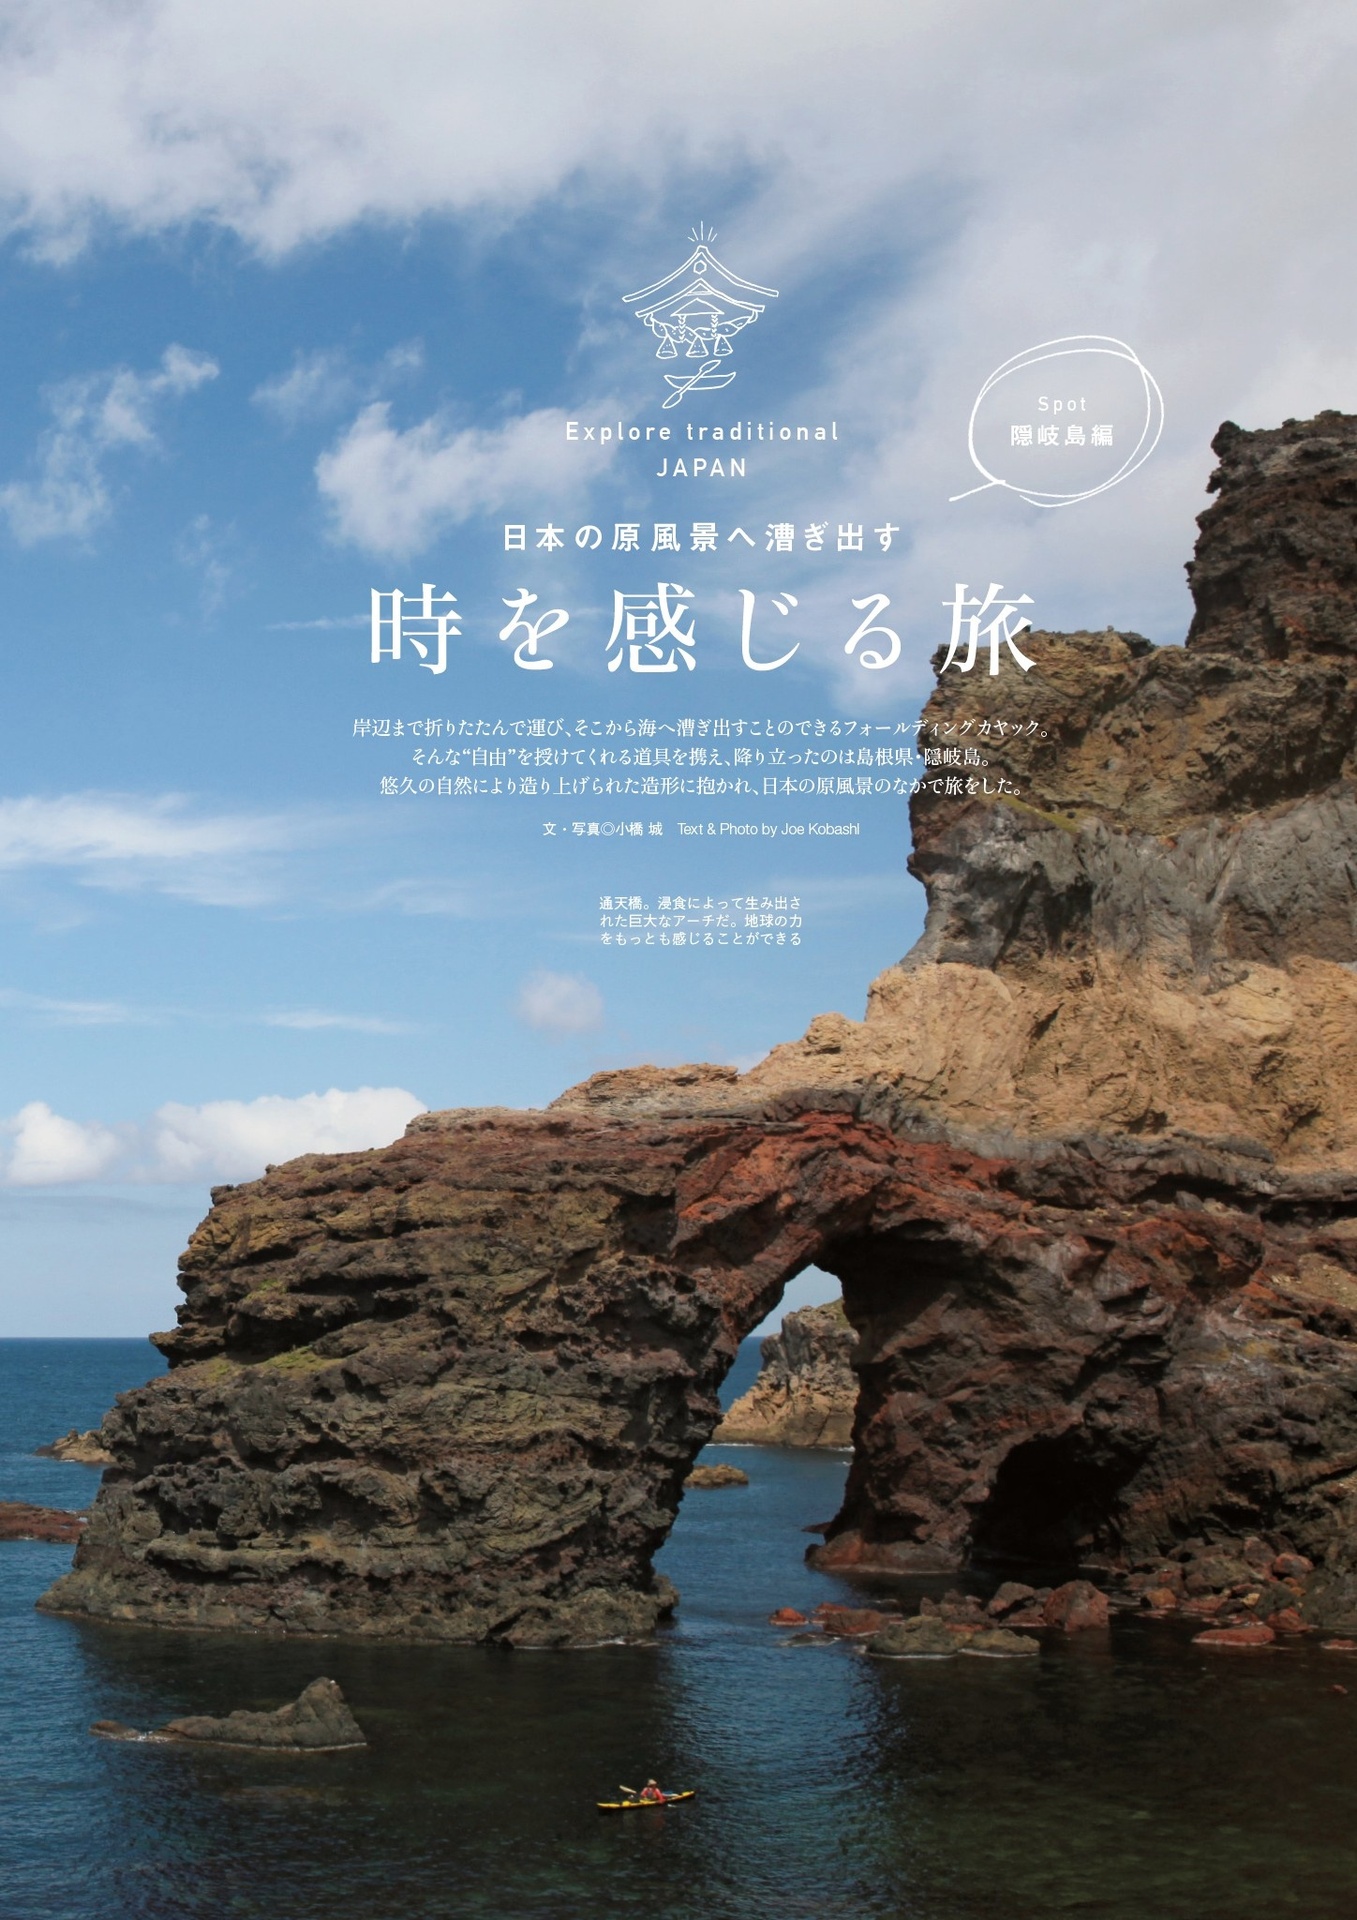 Explore traditional
JAPAN
Spot
隠岐島編
日本の原風景へ漕ぎ出す
時を感じる旅
岸辺まで折りたたんで運び、そこから海へ漕ぎ出すことのできるフォールディングカヤック。
そんな“自由”を授けてくれる道具を携え、降り立ったのは島根県・隠岐島。
悠久の自然により造り上げられた造形に抱かれ、日本の原風景のなかで旅をした。
文・写真◎小橋 城　Text & Photo by Joe Kobashi
通天橋。浸食によって生み出さ
れた巨大なアーチだ。地球の力
をもっとも感じることができる